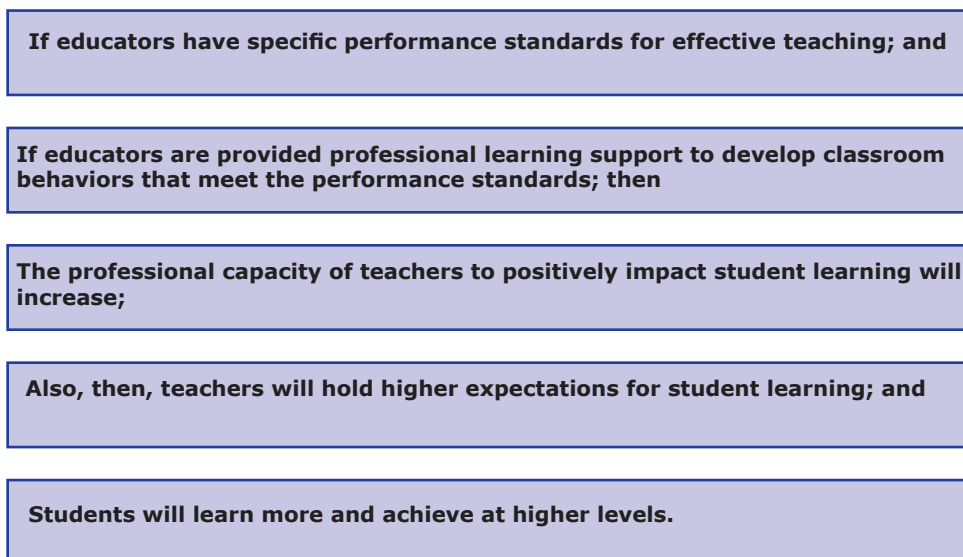 If educators have specific performance standards for effective teaching; and
If educators are provided professional learning support to develop classroom
behaviors that meet the performance standards; then
The professional capacity of teachers to positively impact student learning will
increase;
Also, then, teachers will hold higher expectations for student learning; and
Students will learn more and achieve at higher levels.